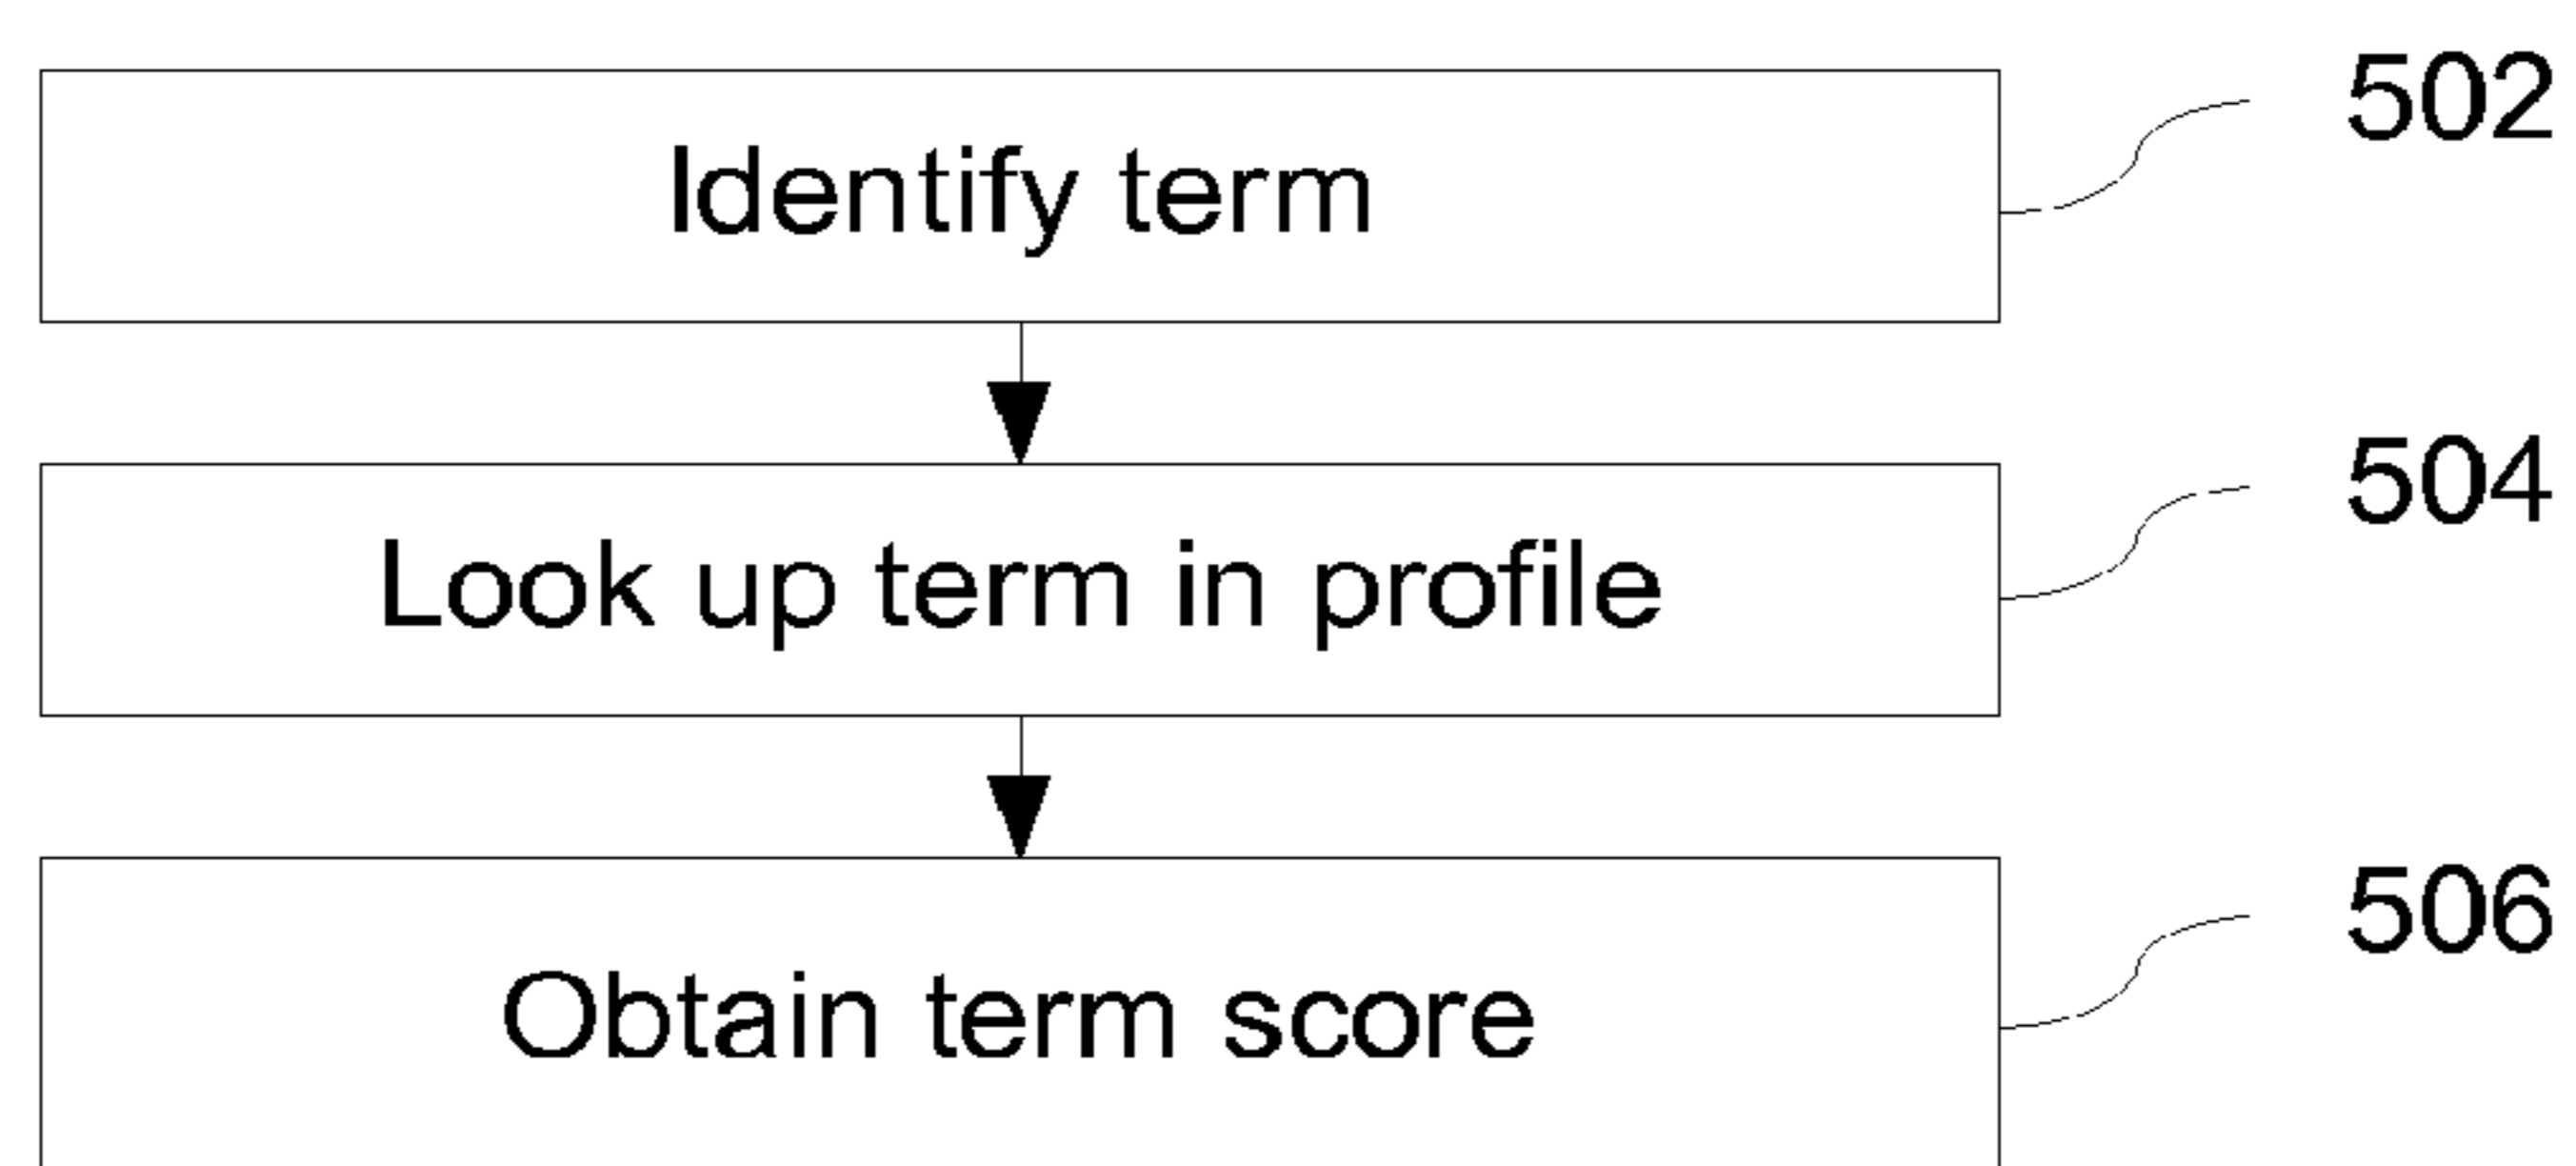 502
Identify term
504
Look up term in profile
506
Obtain term score